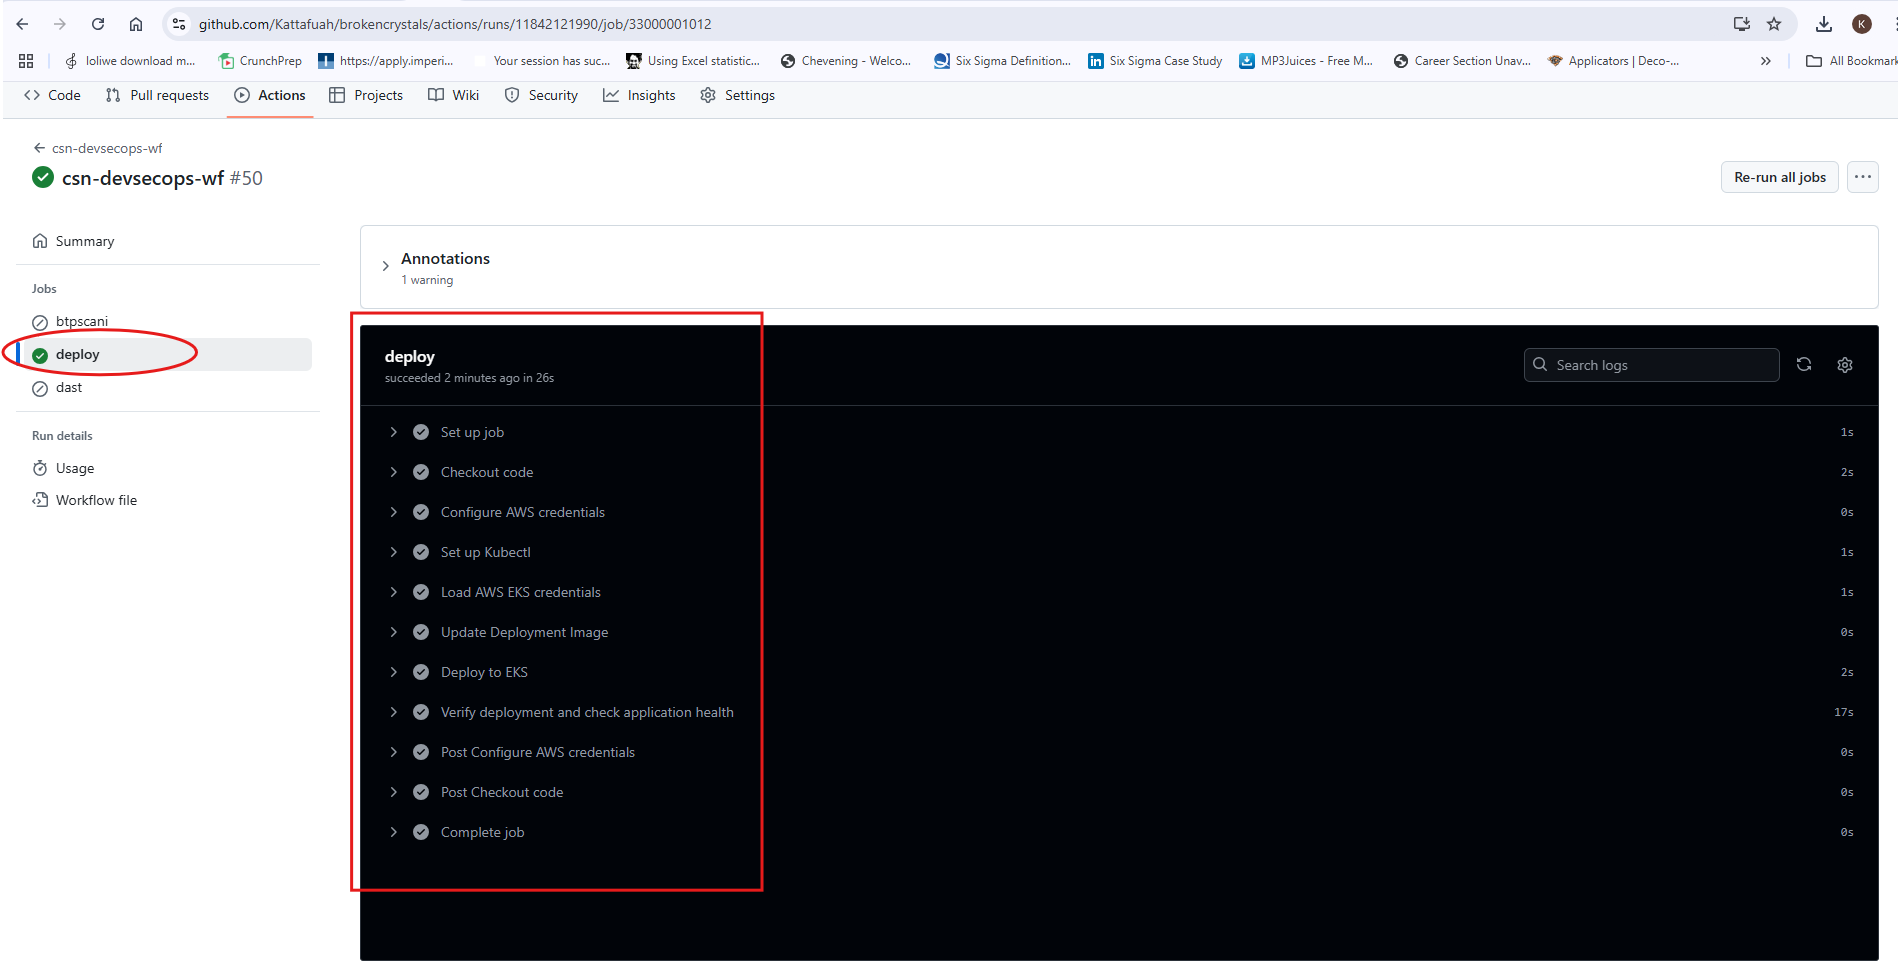 github.com/Kattafuah/brokencrystals/actions/runs/11842121990/job/33000001012
K
loliwe download m...
CrunchPrep
https://apply.imperi...
Your session has suc...
Using Excel statistic...
Chevening - Welco...
Six Sigma Definition...
Six Sigma Case Study
MP3Juices - Free M...
Career Section Unav...
Applicators | Deco-...
»
All Bookmark
Code
Pull requests
Actions
Projects
Wiki
Security
Insights
Settings
csn-devsecops-wf
csn-devsecops-wf #50
Re-run all jobs
Summary
Annotations
1 warning
Jobs
btpscani
deploy
dast
Run details
Usage
Workflow file
deploy
succeeded 2 minutes ago in 26s
Search logs
Set up job 1s
Checkout code 2s
Configure AWS credentials 0s
Set up Kubectl 1s
Load AWS EKS credentials 1s
Update Deployment Image 0s
Deploy to EKS 2s
Verify deployment and check application health 17s
Post Configure AWS credentials 0s
Post Checkout code 0s
Complete job 0s